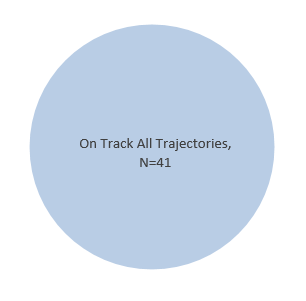 On Track All Trajectories,
N=41